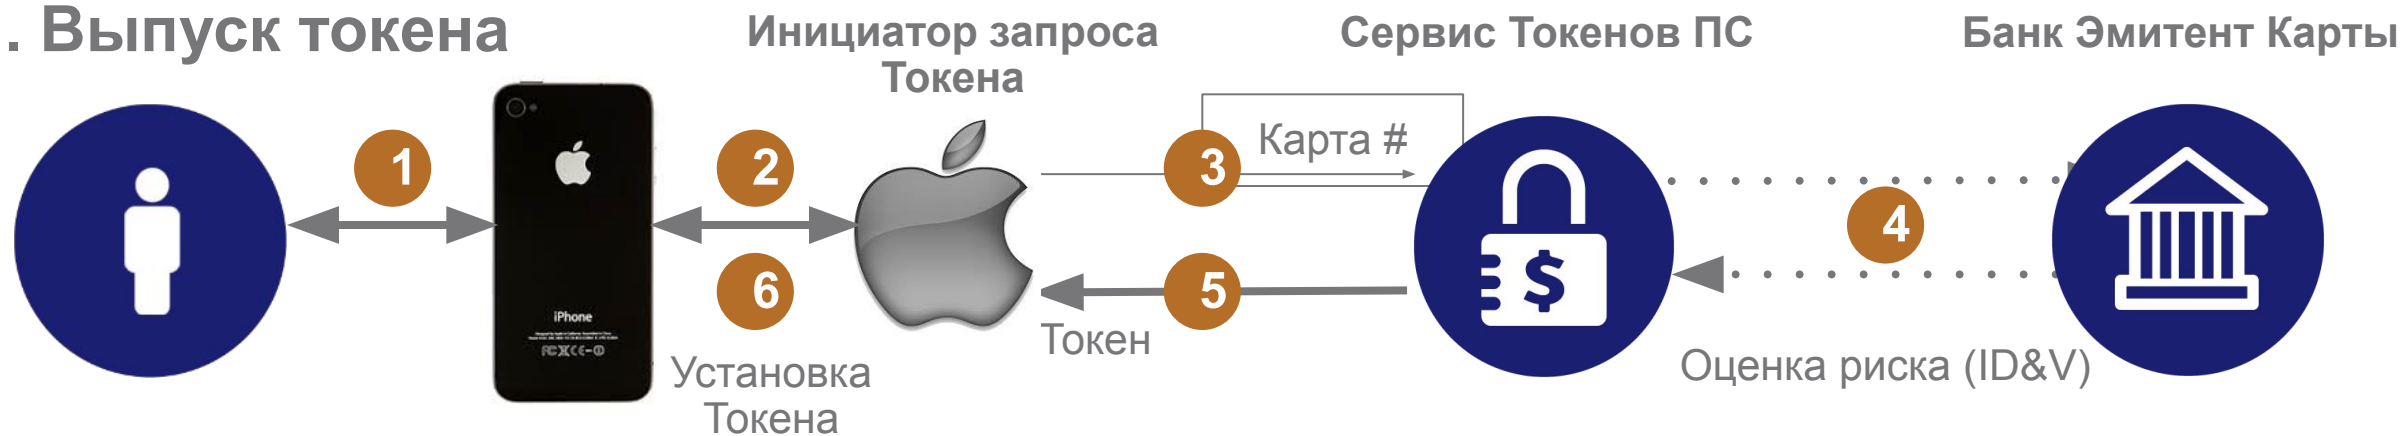 . Выпуск токена
Инициатор запроса
Токена
Сервис Токенов ПС
Банк Эмитент Карты
1
2
3
Карта #
4
5
6
$
iPhone
Токен
Установка
Токена
Оценка риска (ID&V)